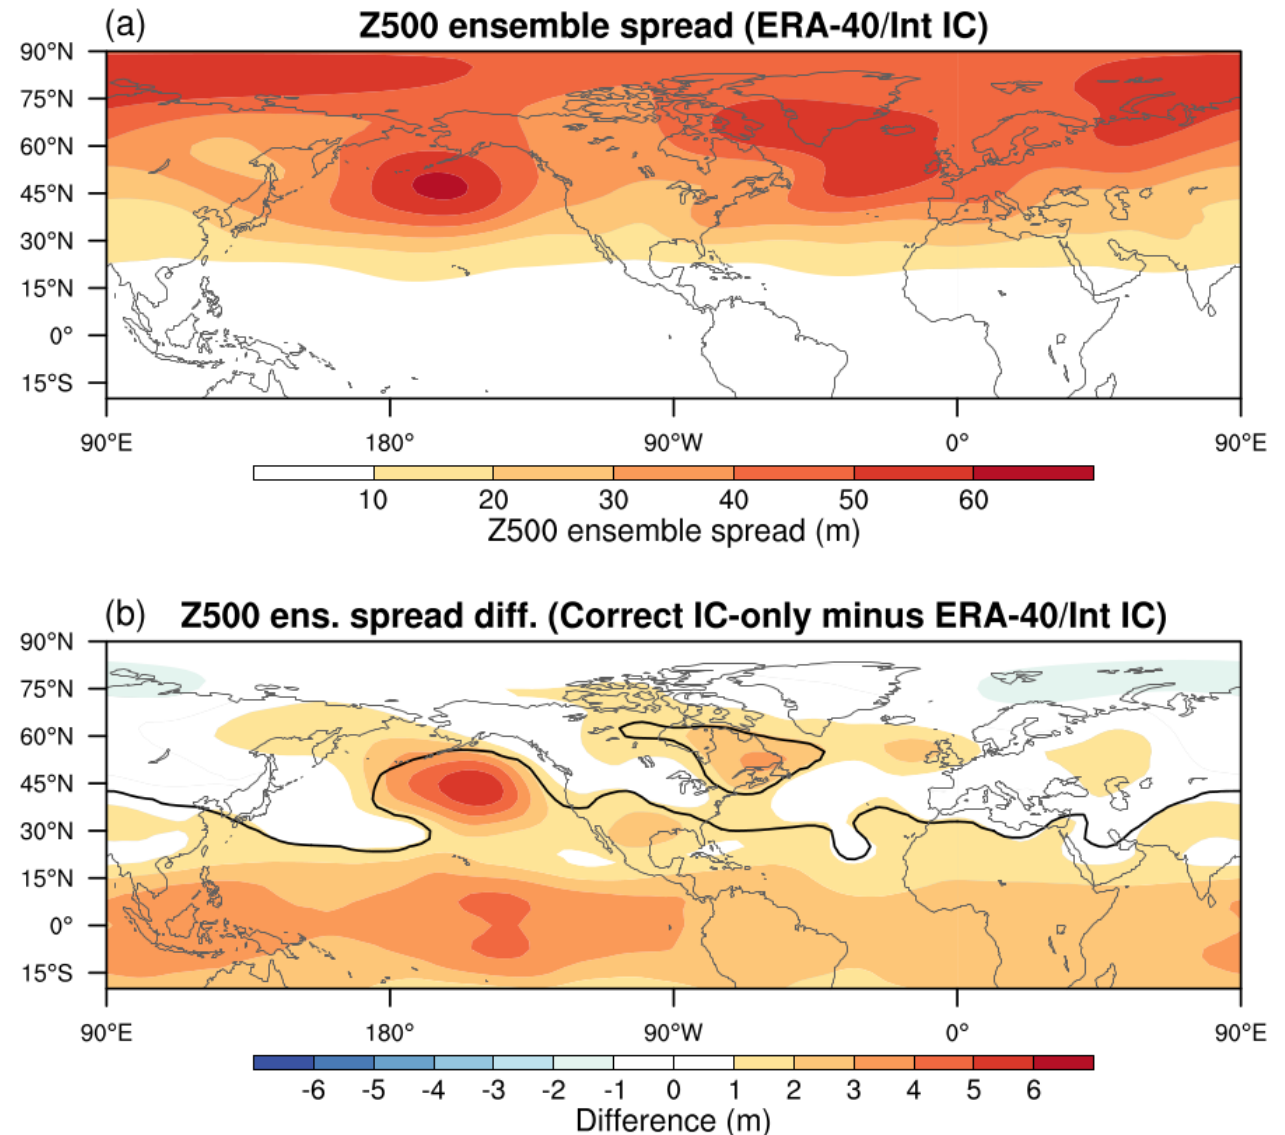 (a) Z500 ensemble spread (ERA-40/Int IC)
90°N
75°N
60°N
45°N
30°N
15°N
0°
15°S
90°E 180° 90°W 0° 90°E
10 20 30 40 50 60
Z500 ensemble spread (m)
(b) Z500 ens. spread diff. (Correct IC-only minus ERA-40/Int IC)
90°N
75°N
60°N
45°N
30°N
15°N
0°
15°S
90°E 180° 90°W 0° 90°E
-6 -5 -4 -3 -2 -1 0 1 2 3 4 5 6
Difference (m)